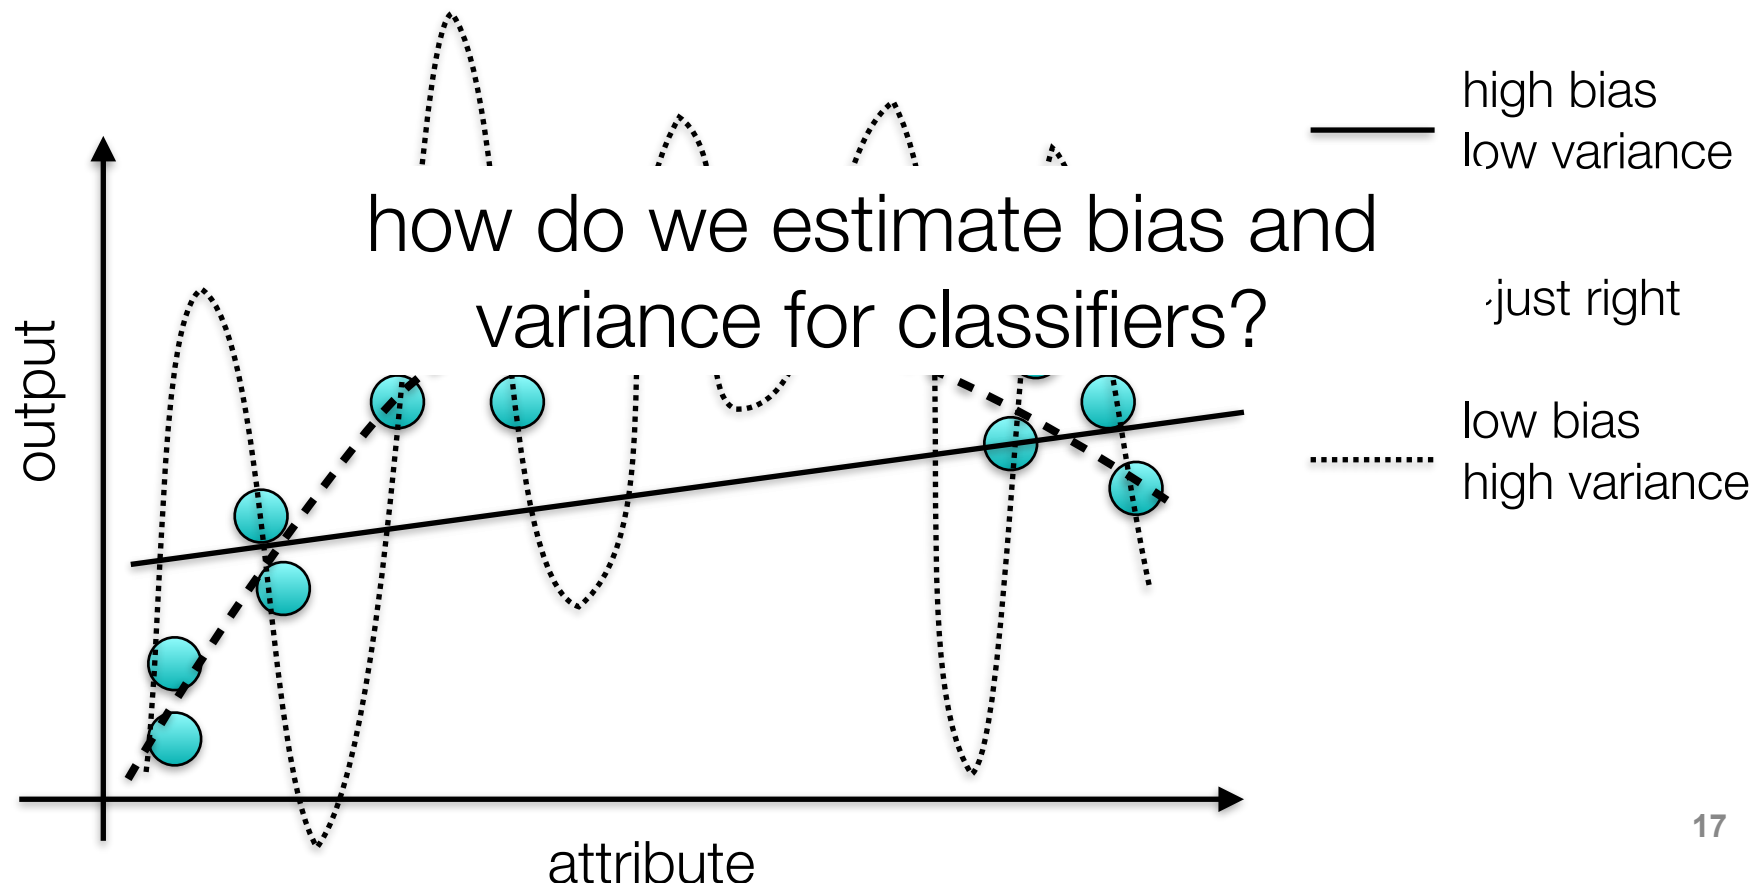 high bias
low variance
how do we estimate bias and
variance for classifiers?
just right
low bias
high variance
output
attribute
17